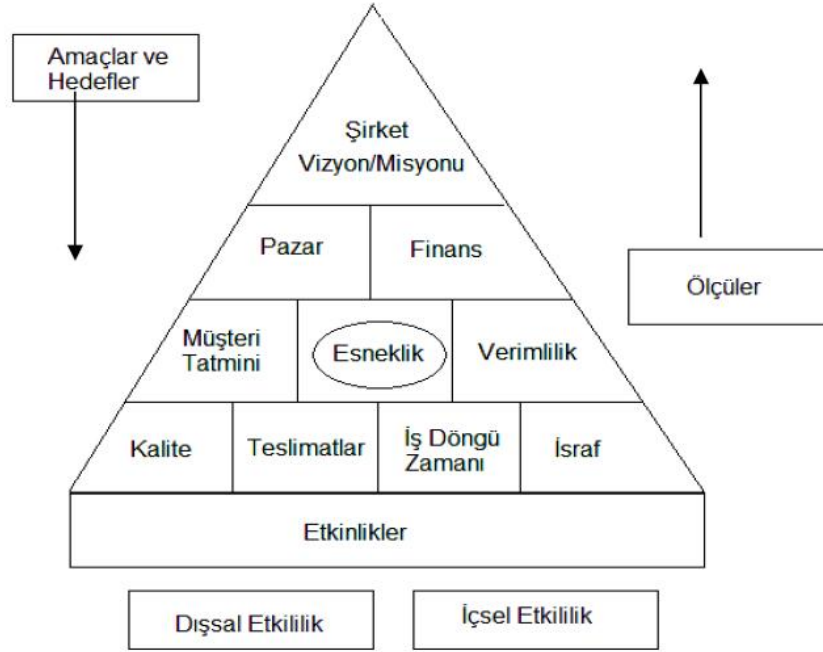 Amaçlar ve
Hedefler
Şirket
Vizyon/Misyonu
Pazar
Finans
Ölçüler
Müşteri
Tatmini
Esneklik
Verimlilik
Kalite
Teslimatlar
İş Döngü
Zamanı
İsraf
Etkinlikler
Dışsal Etkililik
İçsel Etkililik